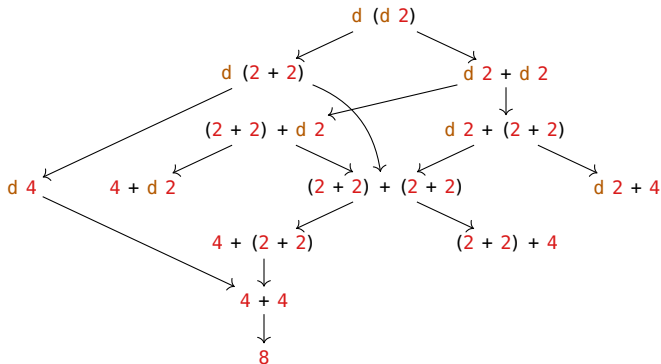 d (d 2)
d (2 + 2)
d 2 + d 2
(2 + 2) + d 2
d 2 + (2 + 2)
d 4
4 + d 2
(2 + 2) + (2 + 2)
d 2 + 4
4 + (2 + 2)
(2 + 2) + 4
4 + 4
8